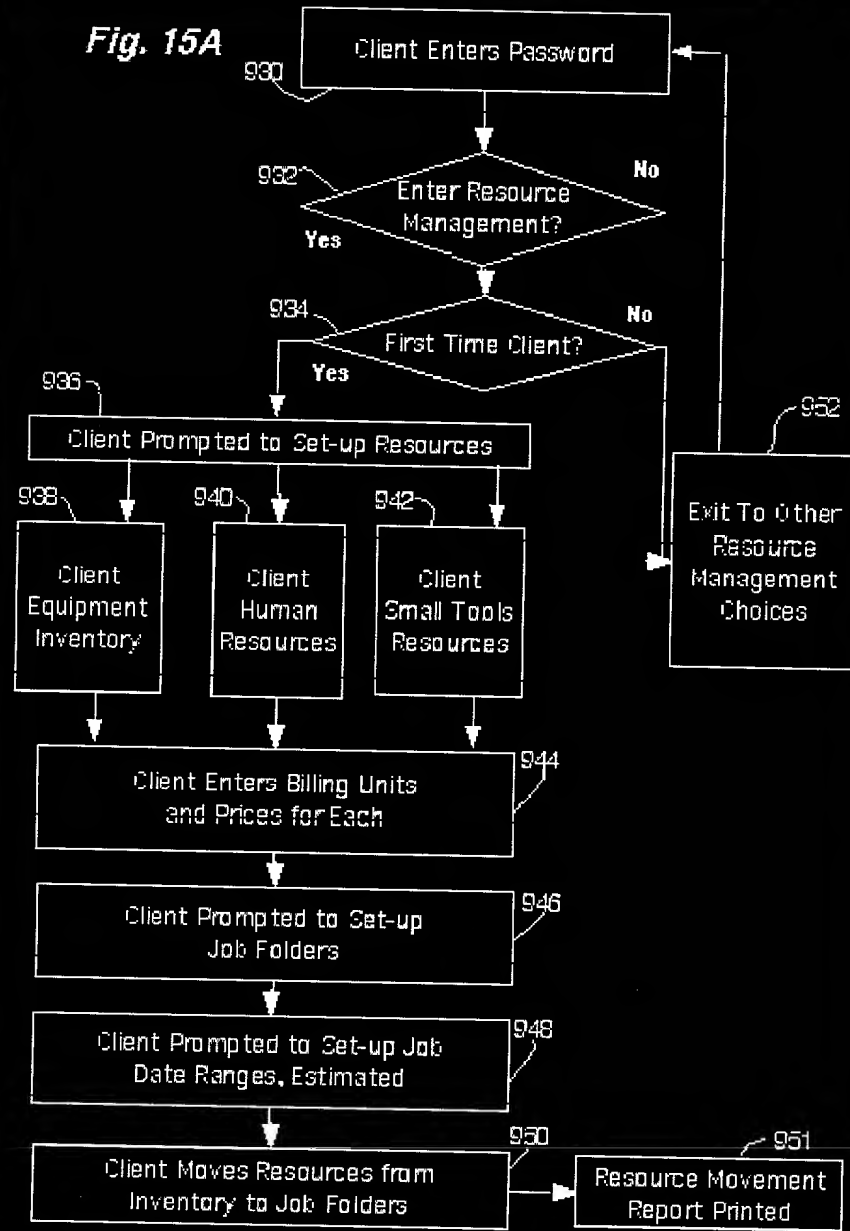 Fig. 15A
Client Enters Password
930
932
No
Enter Resource
Management?
Yes
934
No
First Time Client?
Yes
936
952
Client Prompted to Set-up Resources
938
940
942
Exit To Other
Resource
Management
Choices
Client
Equipment
Inventory
Client
Human
Resources
Client
Small Tools
Resources
944
Client Enters Billing Units
and Prices for Each
946
Client Prompted to Set-up
Job Folders
948
Client Prompted to Set-up Job
Date Ranges, Estimated
950
951
Client Moves Resources from
Inventory to Job Folders
Resource Movement
Report Printed